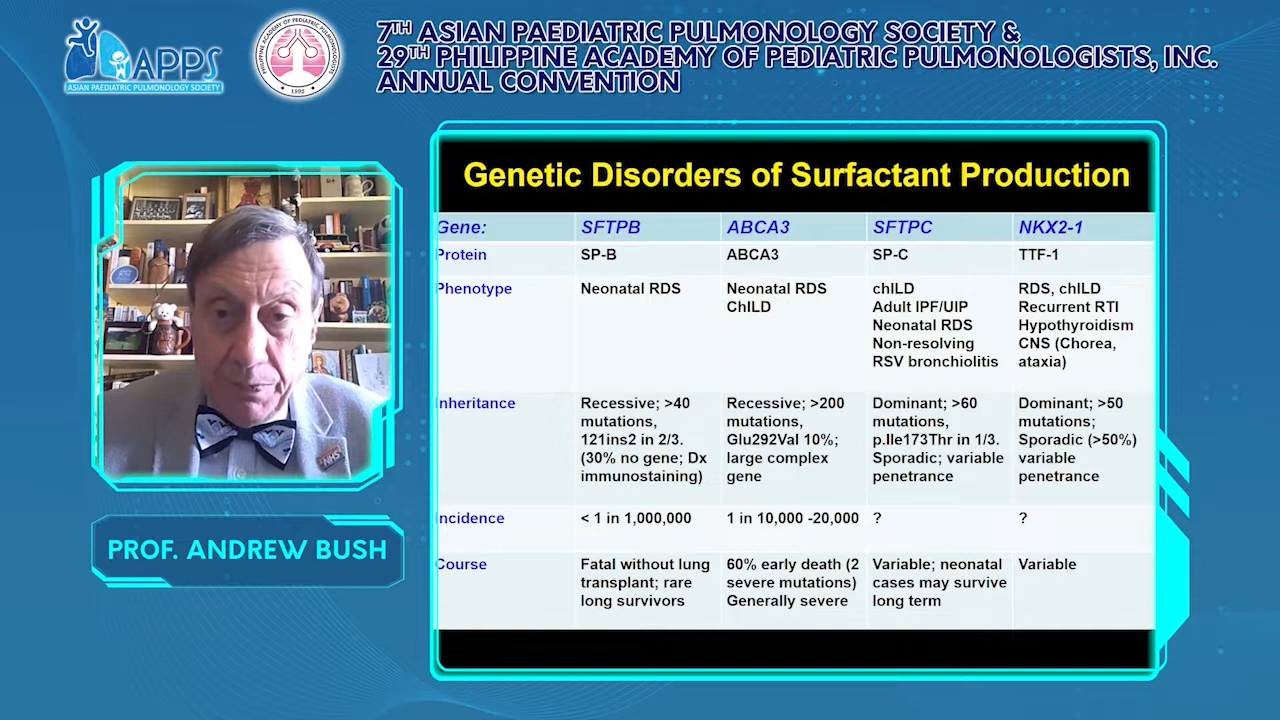 APPS
ASIAN PAEDIATRIC PULMONOLOGY SOCIETY
PHILIPPINE ACADEMY OF PEDIATRIC PULMONOLOGISTS
1992
7TH ASIAN PAEDIATRIC PULMONOLOGY SOCIETY &
29TH PHILIPPINE ACADEMY OF PEDIATRIC PULMONOLOGISTS, INC.
ANNUAL CONVENTION
NHS
PROF. ANDREW BUSH
Genetic Disorders of Surfactant Production
Gene: SFTPB ABCA3 SFTPC NKX2-1
Protein SP-B ABCA3 SP-C TTF-1
Phenotype
Neonatal RDS
Neonatal RDS
ChILD
chILD
Adult IPF/UIP
Neonatal RDS
Non-resolving
RSV bronchiolitis
RDS, chILD
Recurrent RTI
Hypothyroidism
CNS (Chorea,
ataxia)
Inheritance
Recessive; >40
mutations,
121ins2 in 2/3.
(30% no gene; Dx
immunostaining)
Recessive; >200
mutations,
Glu292Val 10%;
large complex
gene
Dominant; >60
mutations,
p.Ile173Thr in 1/3.
Sporadic; variable
penetrance
Dominant; >50
mutations;
Sporadic (>50%)
variable
penetrance
Incidence < 1 in 1,000,000 1 in 10,000 -20,000 ? ?
Course
Fatal without lung
transplant; rare
long survivors
60% early death (2
severe mutations)
Generally severe
Variable; neonatal
cases may survive
long term
Variable